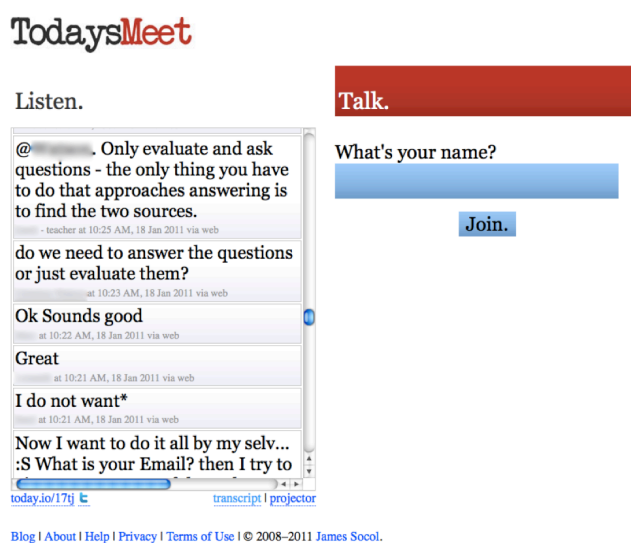 TodaysMeet
Listen.
@ . Only evaluate and ask
questions - the only thing you have
to do that approaches answering is
to find the two sources.
- teacher at 10:25 AM, 18 Jan 2011 via web
do we need to answer the questions
or just evaluate them?
at 10:23 AM, 18 Jan 2011 via web
Ok Sounds good
at 10:22 AM, 18 Jan 2011 via web
Great
at 10:21 AM, 18 Jan 2011 via web
I do not want*
at 10:21 AM, 18 Jan 2011 via web
Now I want to do it all by my selv...
:S What is your Email? then I try to
today.io/17tj
transcript | projector
Talk.
What's your name?
Join.
Blog | About | Help | Privacy | Terms of Use | © 2008–2011 James Socol.